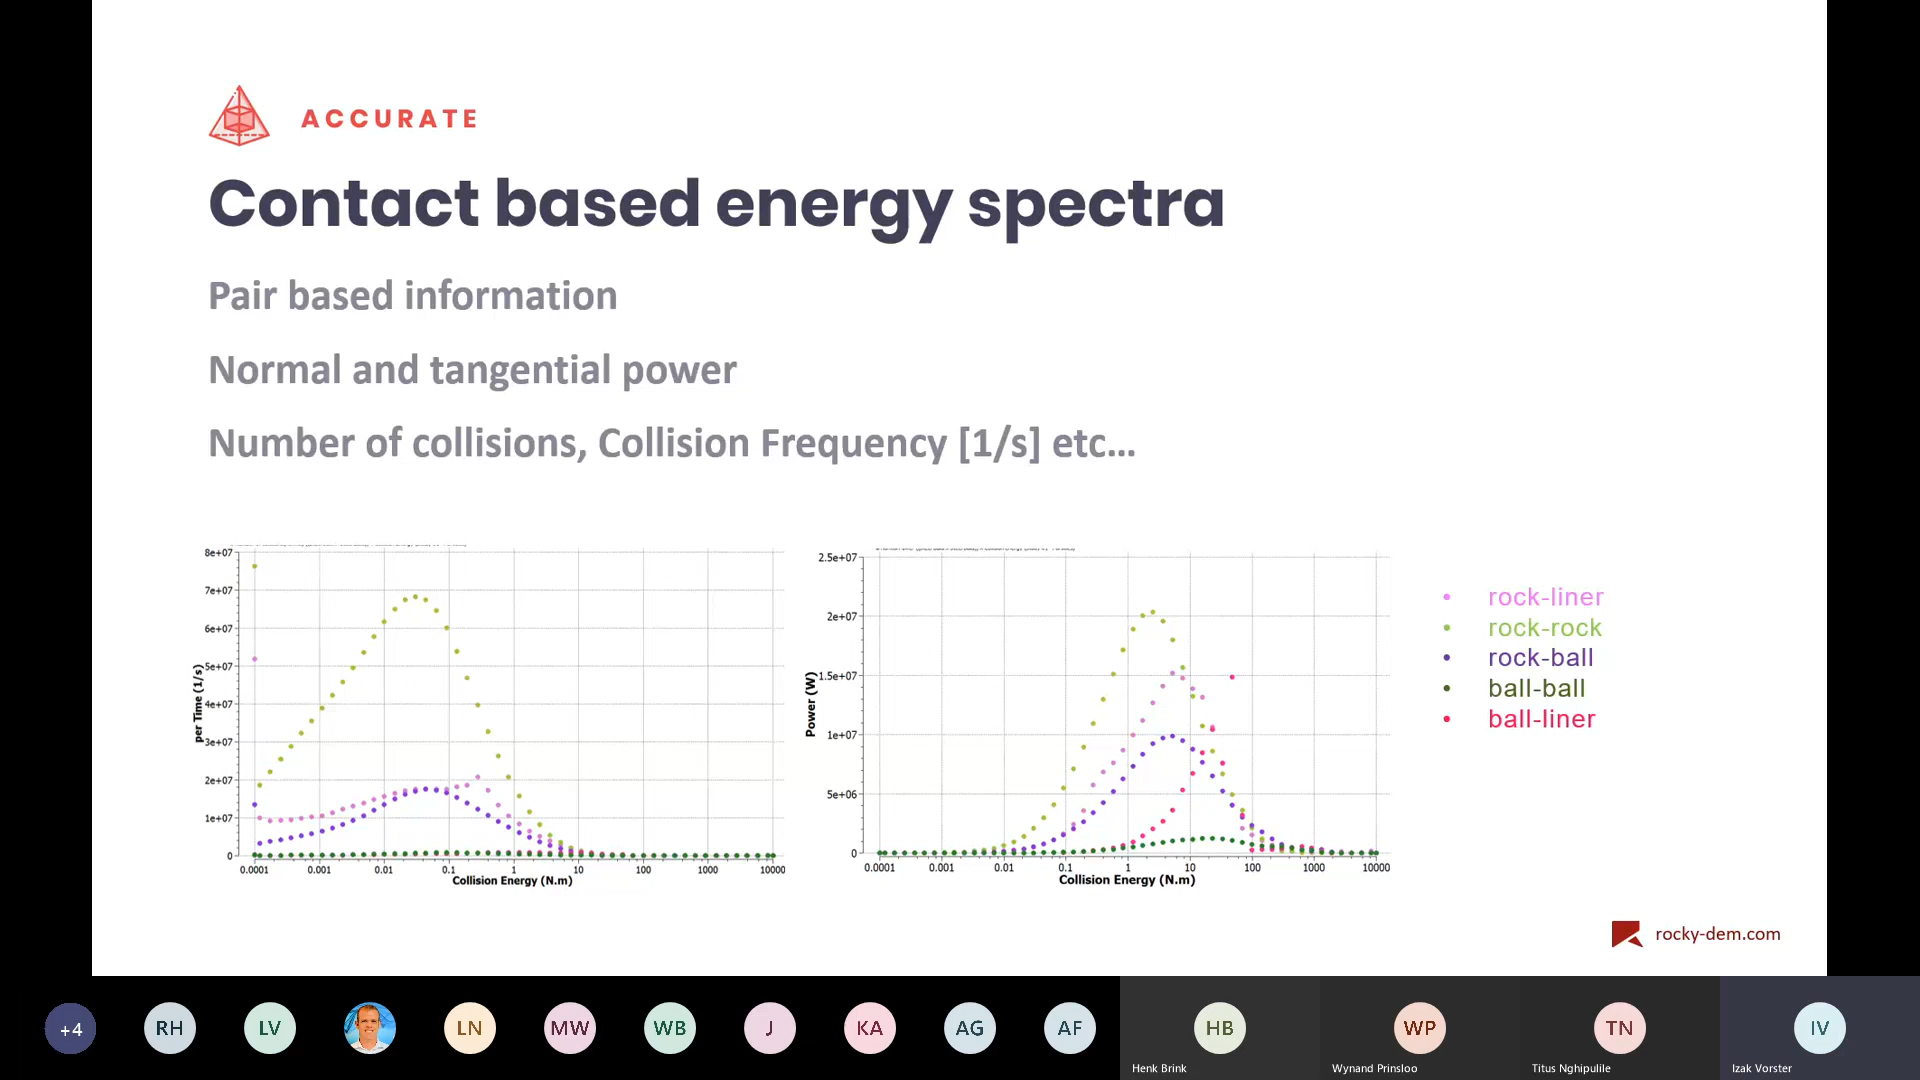 ACCURATE
Contact based energy spectra
Pair based information
Normal and tangential power
Number of collisions, Collision Frequency [1/s] etc...
8e+07
7e+07
6e+07
5e+07
4e+07
3e+07
2e+07
1e+07
0
per Time (1/s)
0.0001 0.001 0.01 0.1 1 10 100 1000 10000
Collision Energy (N.m)
2.5e+07
2e+07
1.5e+07
1e+07
5e+06
0
Power (W)
0.0001 0.001 0.01 0.1 1 10 100 1000 10000
Collision Energy (N.m)
rock-liner
rock-rock
rock-ball
ball-ball
ball-liner
rocky-dem.com
+4 RH LV LN MW WB J KA AG AF HB WP TN IV
Henk Brink Wynand Prinsloo Titus Nghipulile Izak Vorster